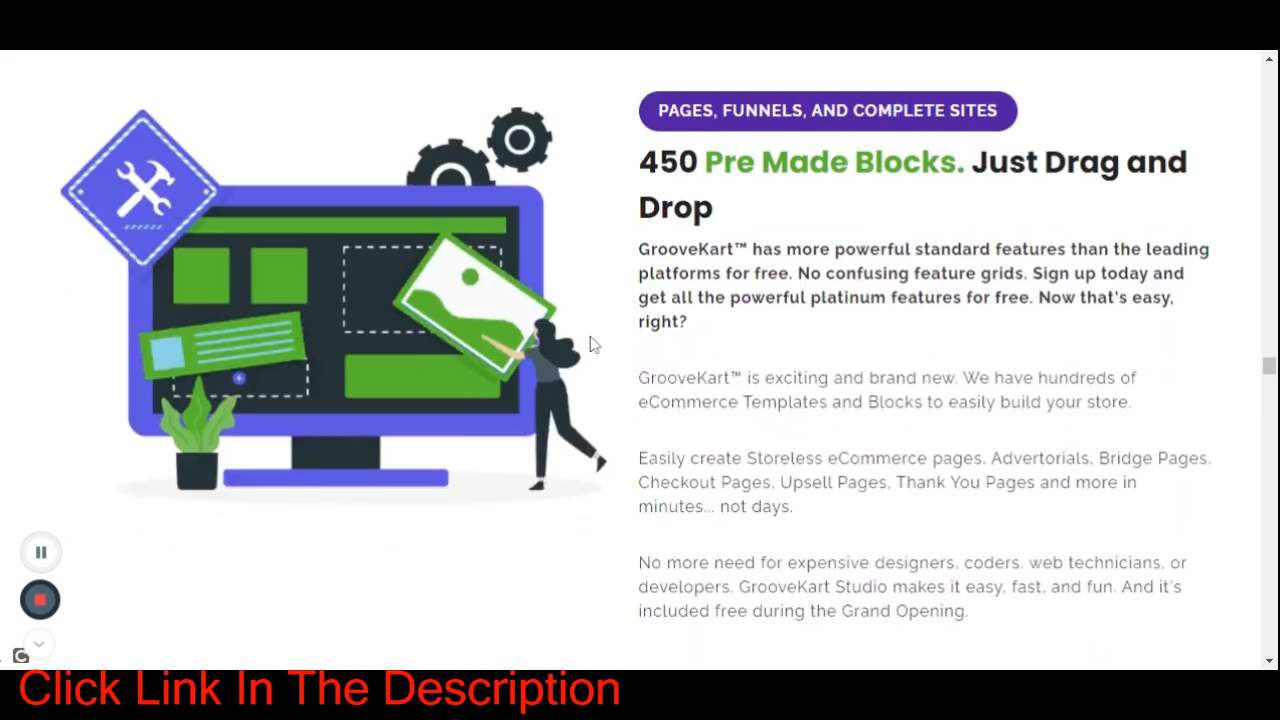 PAGES, FUNNELS, AND COMPLETE SITES
450 Pre Made Blocks. Just Drag and
Drop
GrooveKart™ has more powerful standard features than the leading
platforms for free. No confusing feature grids. Sign up today and
get all the powerful platinum features for free. Now that's easy,
right?
GrooveKart™ is exciting and brand new. We have hundreds of
eCommerce Templates and Blocks to easily build your store.
Easily create Storeless eCommerce pages, Advertorials, Bridge Pages,
Checkout Pages, Upsell Pages, Thank You Pages and more in
minutes... not days.
No more need for expensive designers, coders, web technicians, or
developers. GrooveKart Studio makes it easy, fast, and fun. And it's
included free during the Grand Opening.
Click Link In The Description